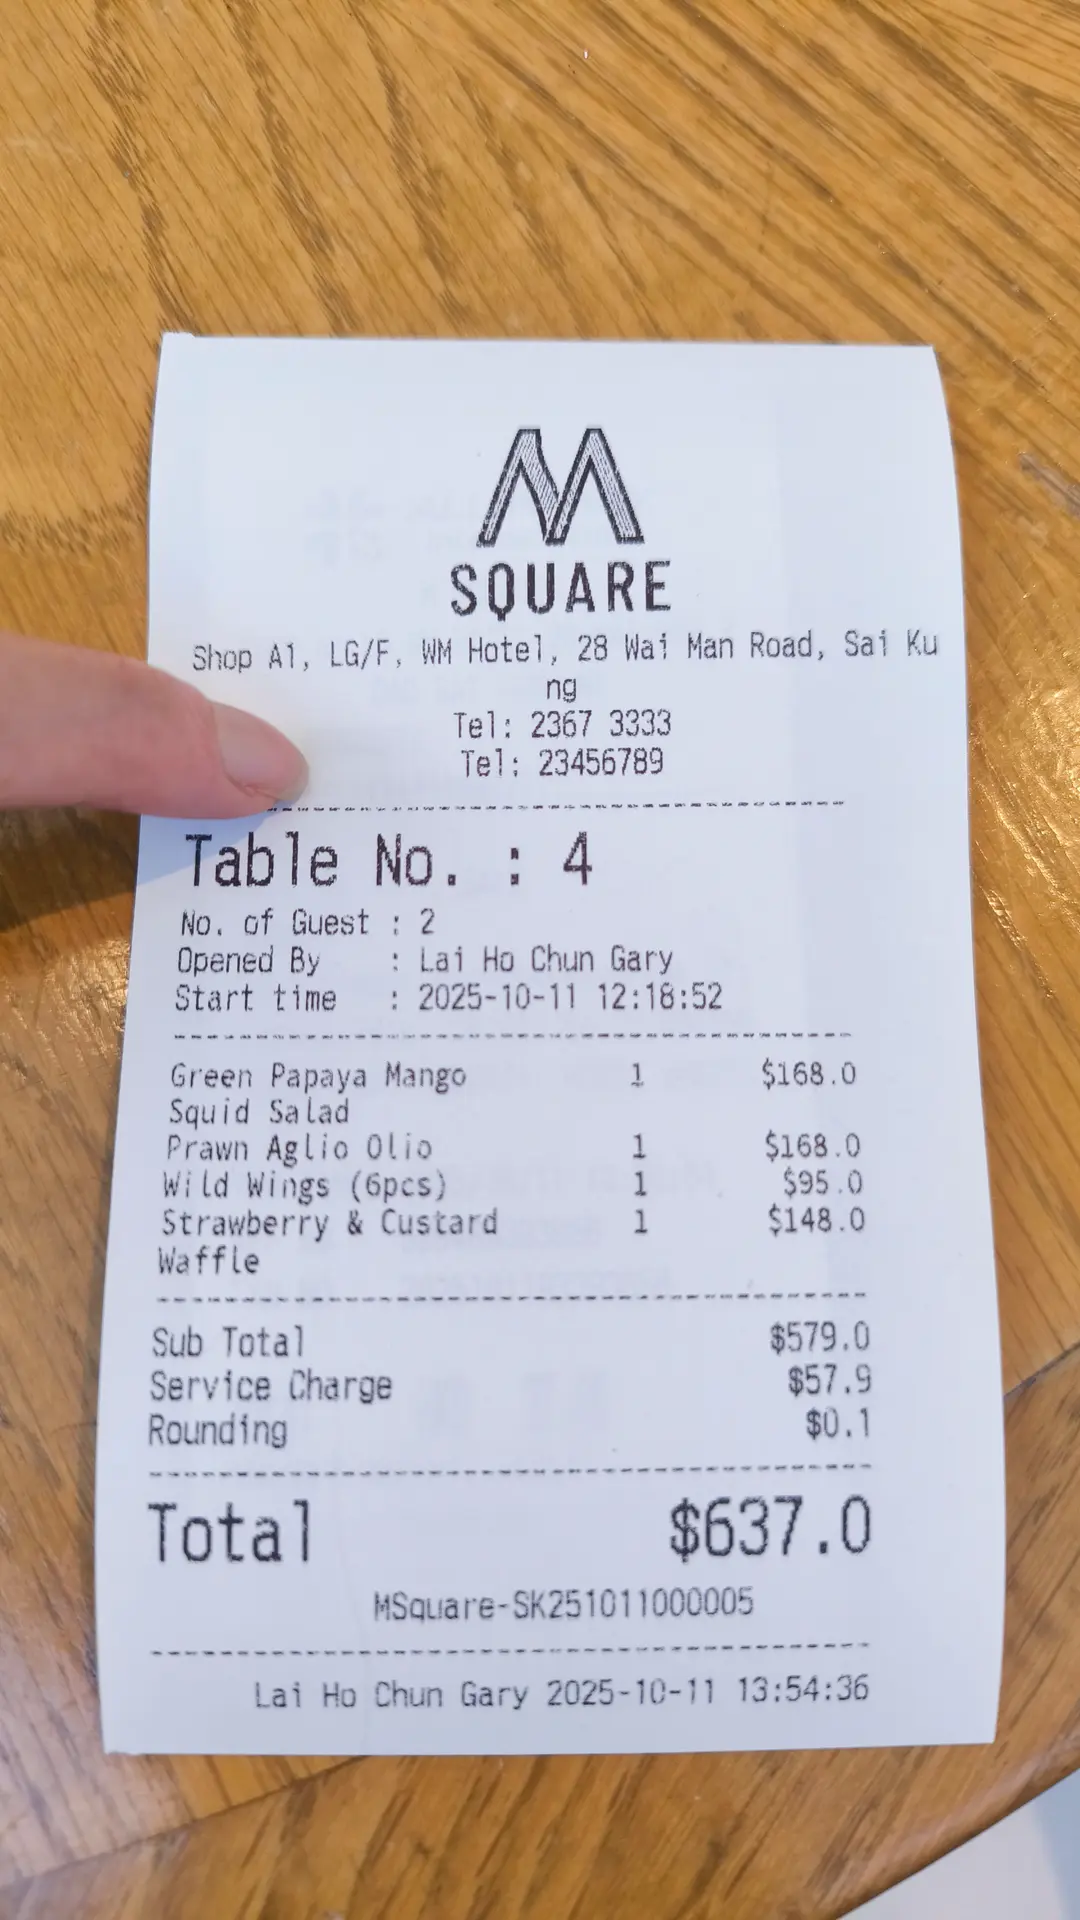 M
SQUARE
Shop A1, LG/F, WM Hotel, 28 Wai Man Road, Sai Ku
ng
Tel: 2367 3333
Tel: 23456789
Table No. : 4
No. of Guest : 2
Opened By : Lai Ho Chun Gary
Start time : 2025-10-11 12:18:52
Green Papaya Mango 1 $168.0
Squid Salad
Prawn Aglio Olio 1 $168.0
Wild Wings (6pcs) 1 $95.0
Strawberry & Custard 1 $148.0
Waffle
Sub Total $579.0
Service Charge $57.9
Rounding $0.1
Total $637.0
MSquare-SK251011000005
Lai Ho Chun Gary 2025-10-11 13:54:36